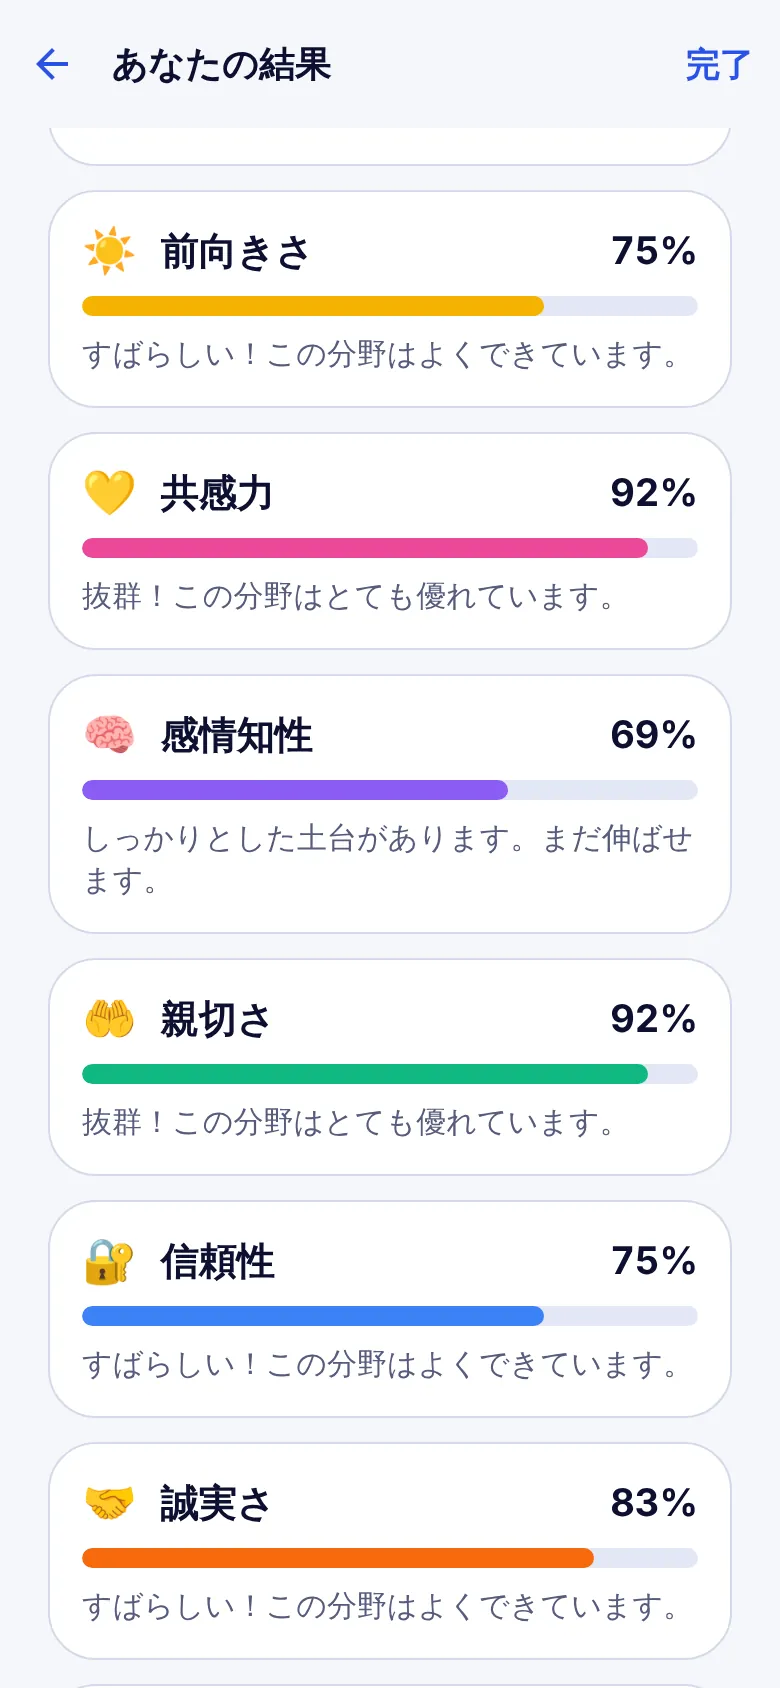 あなたの結果
完了
前向きさ 75%
すばらしい！この分野はよくできています。
共感力 92%
抜群！この分野はとても優れています。
感情知性 69%
しっかりとした土台があります。まだ伸ばせ
ます。
親切さ 92%
抜群！この分野はとても優れています。
信頼性 75%
すばらしい！この分野はよくできています。
誠実さ 83%
すばらしい！この分野はよくできています。